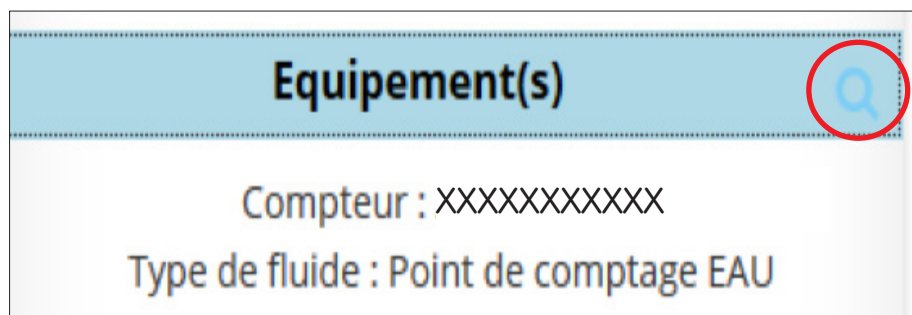 Equipement(s)
Compteur : XXXXXXXXXXX
Type de fluide : Point de comptage EAU